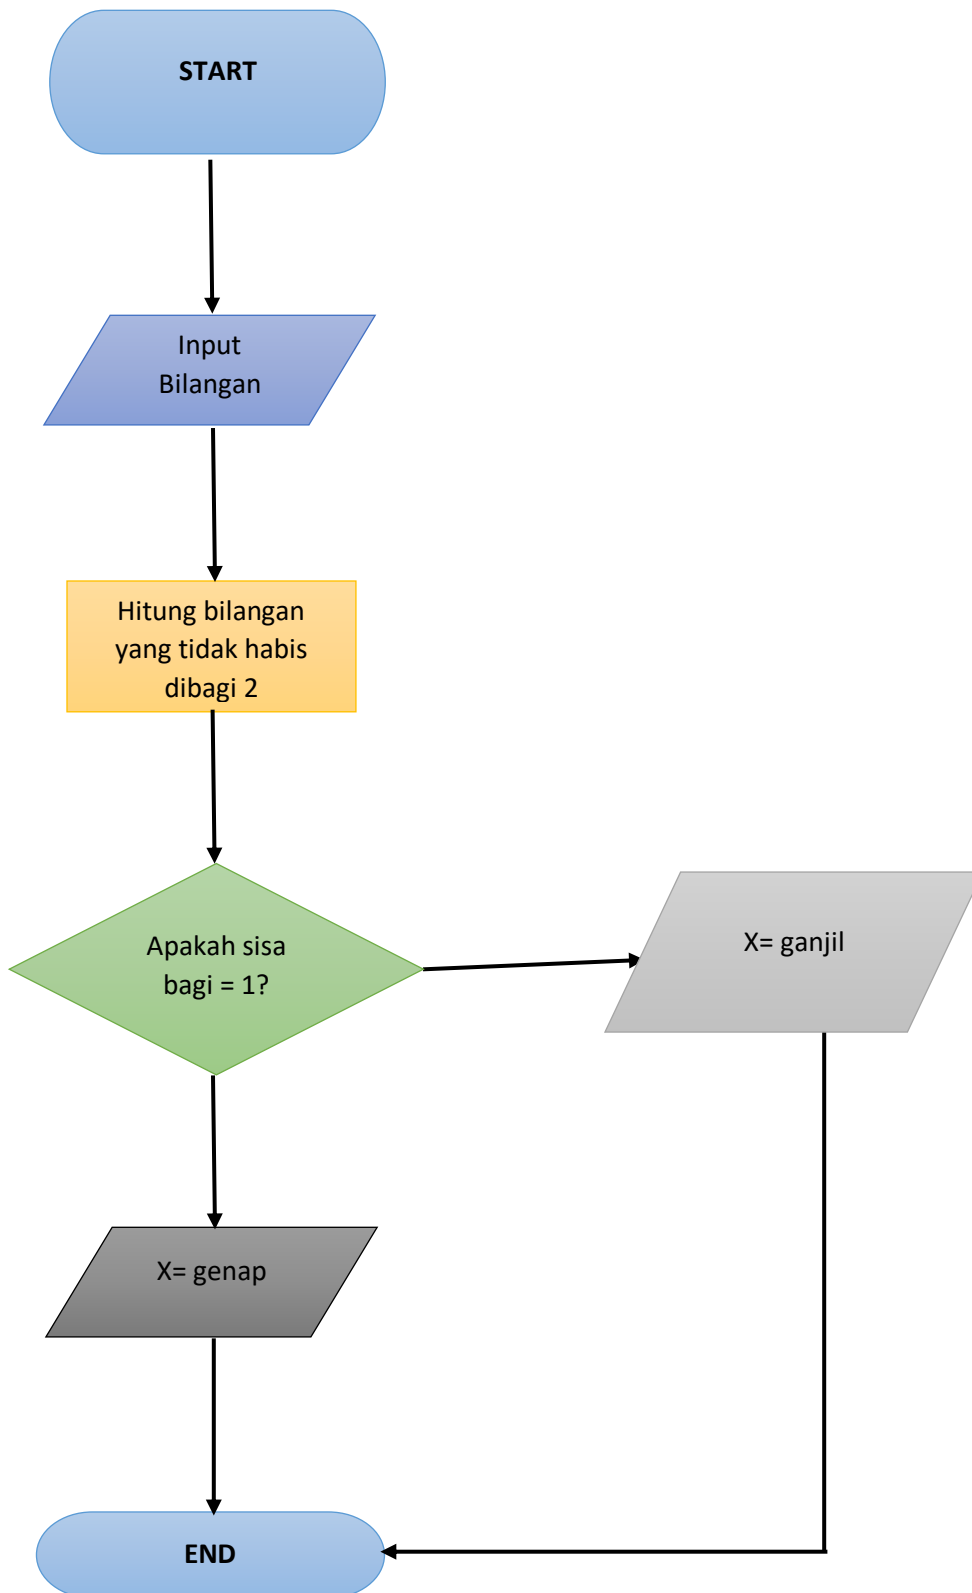 START
Input
Bilangan
Hitung bilangan
yang tidak habis
dibagi 2
Apakah sisa
bagi = 1?
X= ganjil
X= genap
END